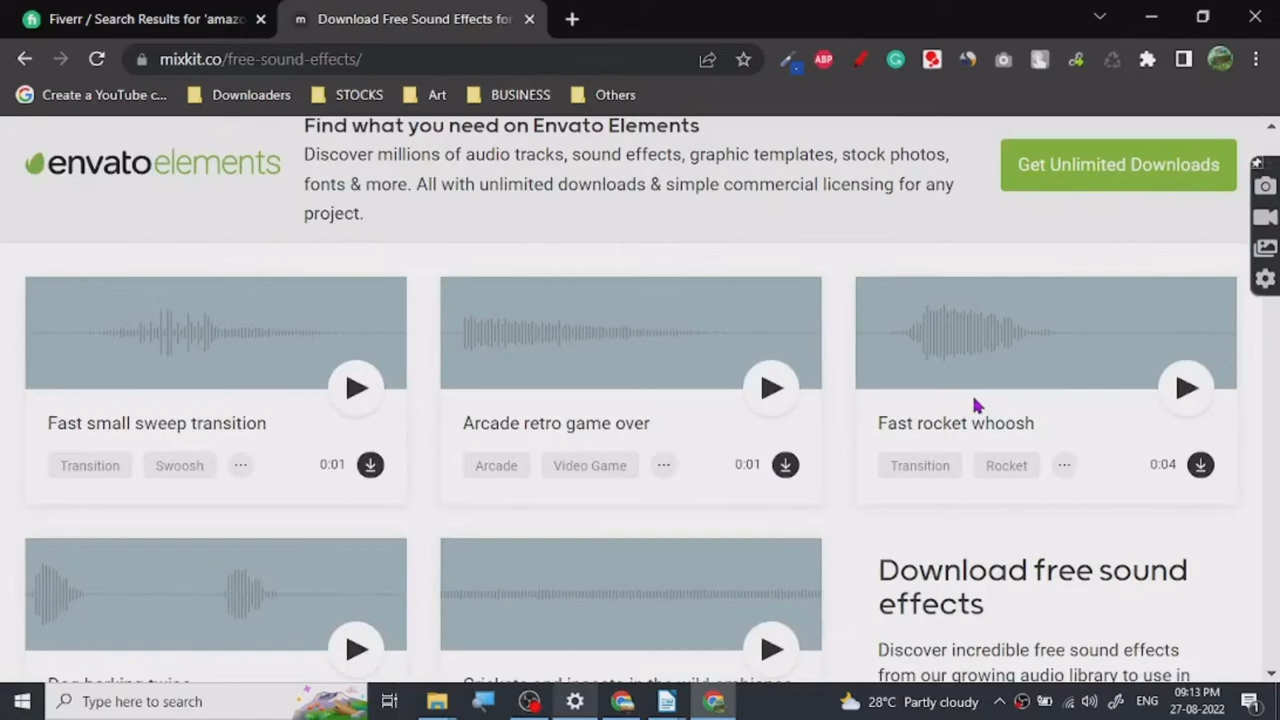 Fiverr / Search Results for 'amazo
Download Free Sound Effects for
mixkit.co/free-sound-effects/
Create a YouTube c...
Downloaders
STOCKS
Art
BUSINESS
Others
envato elements
Find what you need on Envato Elements
Discover millions of audio tracks, sound effects, graphic templates, stock photos,
fonts & more. All with unlimited downloads & simple commercial licensing for any
project.
Get Unlimited Downloads
Fast small sweep transition
Transition
Swoosh
0:01
Arcade retro game over
Arcade
Video Game
0:01
Fast rocket whoosh
Transition
Rocket
0:04
Download free sound
effects
Discover incredible free sound effects
from our growing audio library to use in
Type here to search
28°C Partly cloudy
ENG
09:13 PM
27-08-2022